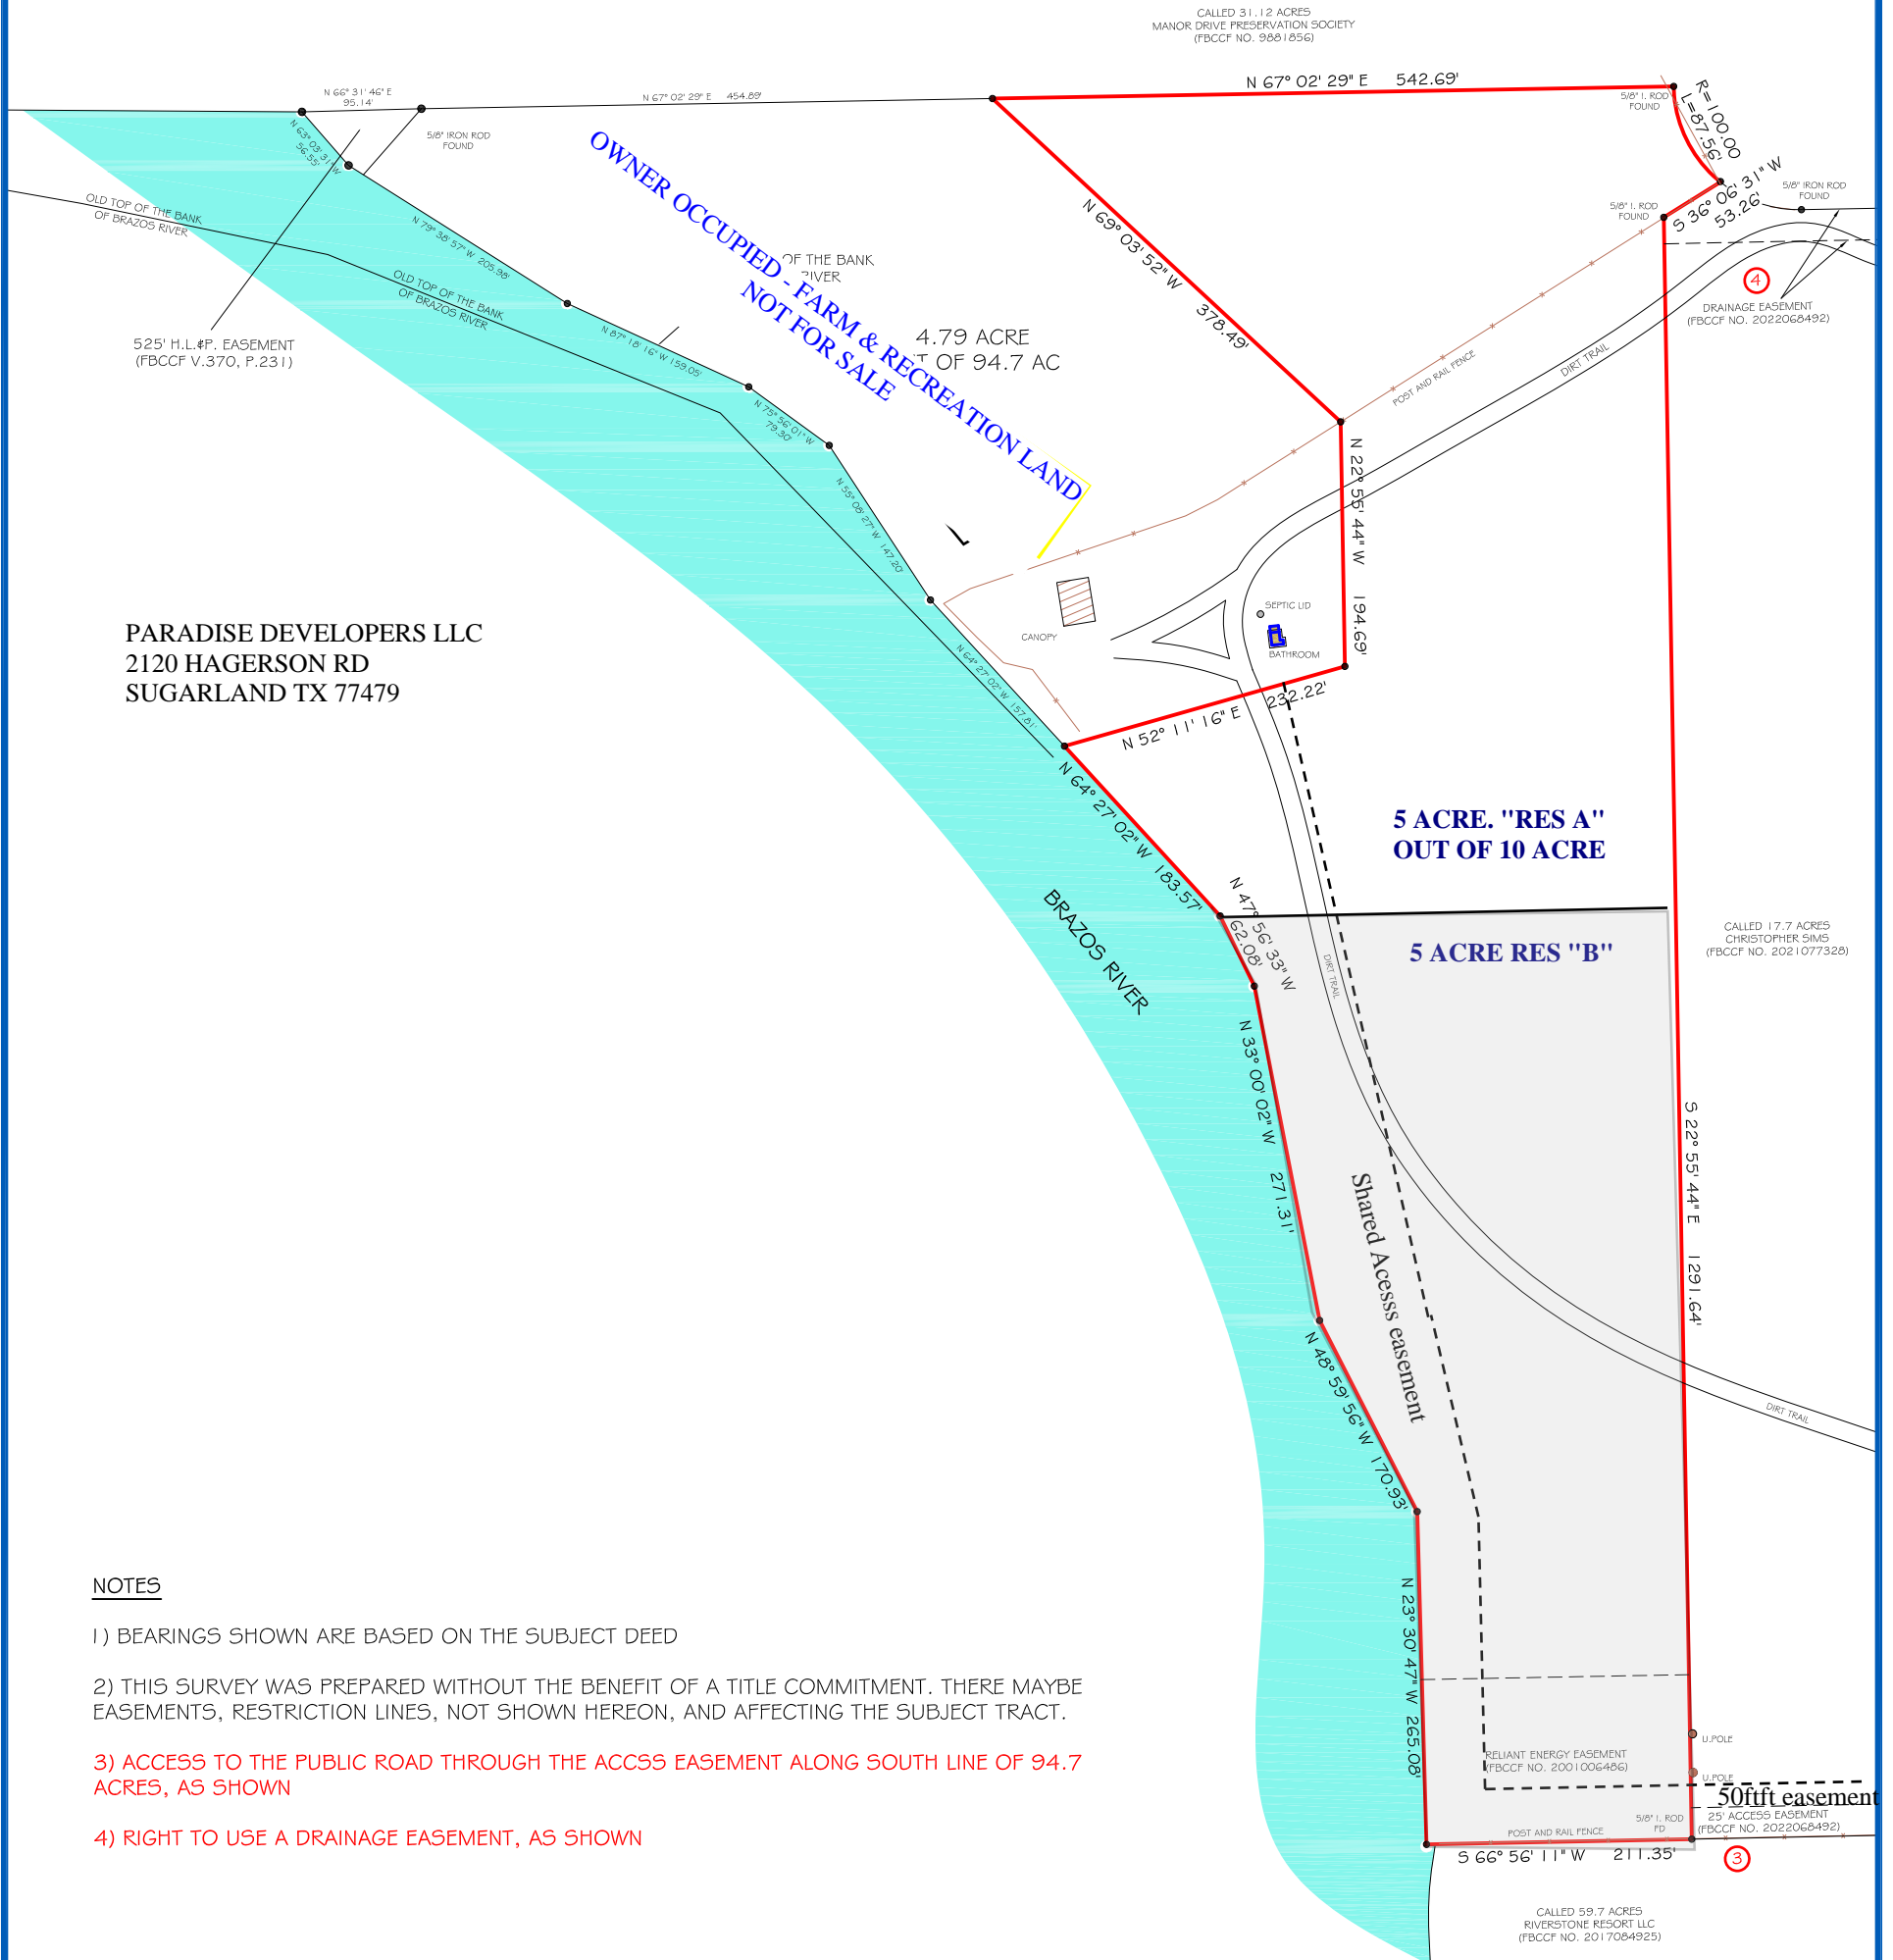 CALLED 31.12 ACRES
MANOR DRIVE PRESERVATION SOCIETY
(FBCCF NO. 9881856)
N 67° 02' 29" E 542.69'
N 66° 31' 46" E
95.14'
N 67° 02' 29" E 454.89'
5/8" IRON ROD
FOUND
5/8" I. ROD
FOUND
R=100.00
L=87.56'
S 36° 06' 31" W
53.26'
5/8" IRON ROD
FOUND
5/8" I. ROD
FOUND
N 63° 03' 31" W
56.55'
OLD TOP OF THE BANK
OF BRAZOS RIVER
N 79° 38' 57" W 205.98'
OLD TOP OF THE BANK
OF BRAZOS RIVER
525' H.L.&P. EASEMENT
(FBCCF V.370, P.231)
OWNER OCCUPIED - FARM & RECREATION LAND
NOT FOR SALE
OF THE BANK
RIVER
4.79 ACRE
OF 94.7 AC
N 69° 03' 52" W 378.49'
4
DRAINAGE EASEMENT
(FBCCF NO. 2022068492)
POST AND RAIL FENCE
DIRT TRAIL
N 87° 18' 16" W 159.05'
N 75° 56' 01" W
79.30'
N 55° 08' 27" W 147.20'
N 22° 55' 44" W 194.69'
SEPTIC LID
BATHROOM
CANOPY
N 64° 27' 02" W 157.81'
PARADISE DEVELOPERS LLC
2120 HAGERSON RD
SUGARLAND TX 77479
N 52° 11' 16" E 232.22'
N 64° 27' 02" W 183.57'
5 ACRE. "RES A"
OUT OF 10 ACRE
N 47° 56' 33" W
62.08'
BRAZOS RIVER
5 ACRE RES "B"
DIRT TRAIL
CALLED 17.7 ACRES
CHRISTOPHER SIMS
(FBCCF NO. 2021077328)
N 33° 00' 02" W 271.31'
S 22° 55' 44" E 1291.64'
Shared Acesss easement
N 48° 59' 56" W 170.93'
DIRT TRAIL
N 23° 30' 47" W 265.08'
NOTES
1) BEARINGS SHOWN ARE BASED ON THE SUBJECT DEED
2) THIS SURVEY WAS PREPARED WITHOUT THE BENEFIT OF A TITLE COMMITMENT. THERE MAYBE
EASEMENTS, RESTRICTION LINES, NOT SHOWN HEREON, AND AFFECTING THE SUBJECT TRACT.
3) ACCESS TO THE PUBLIC ROAD THROUGH THE ACCSS EASEMENT ALONG SOUTH LINE OF 94.7
ACRES, AS SHOWN
4) RIGHT TO USE A DRAINAGE EASEMENT, AS SHOWN
U.POLE
RELIANT ENERGY EASEMENT
(FBCCF NO. 2001006486)
U.POLE
50ftft easement
25' ACCESS EASEMENT
(FBCCF NO. 2022068492)
5/8" I. ROD
FD
POST AND RAIL FENCE
S 66° 56' 11" W 211.35'
3
CALLED 59.7 ACRES
RIVERSTONE RESORT LLC
(FBCCF NO. 2017084925)